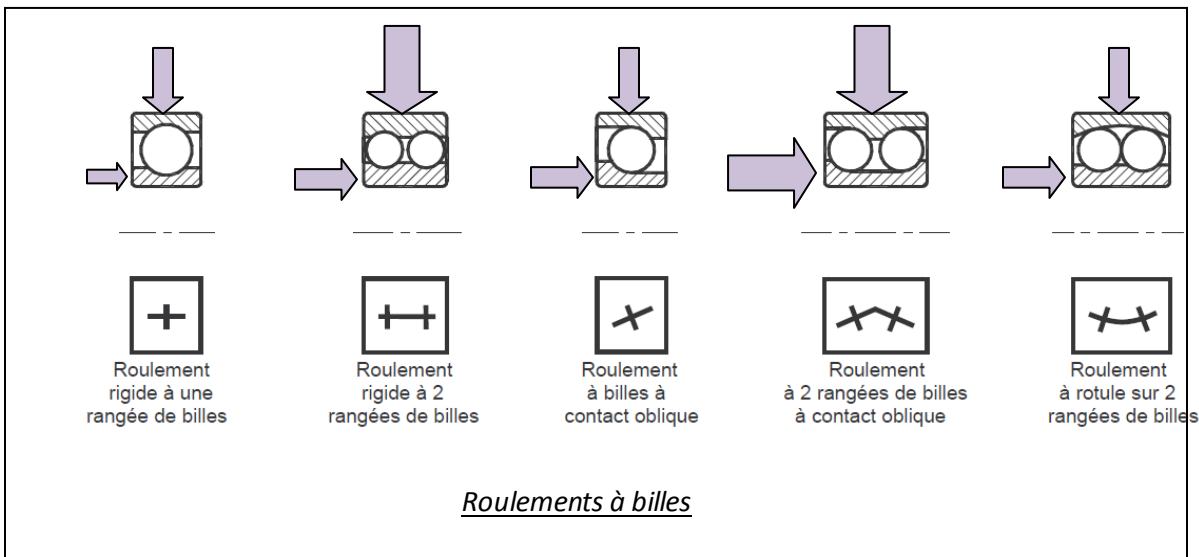 Roulement
rigide à une
rangée de billes
Roulement
rigide à 2
rangées de billes
Roulement
à billes à
contact oblique
Roulement
à 2 rangées de billes
à contact oblique
Roulement
à rotule sur 2
rangées de billes
Roulements à billes